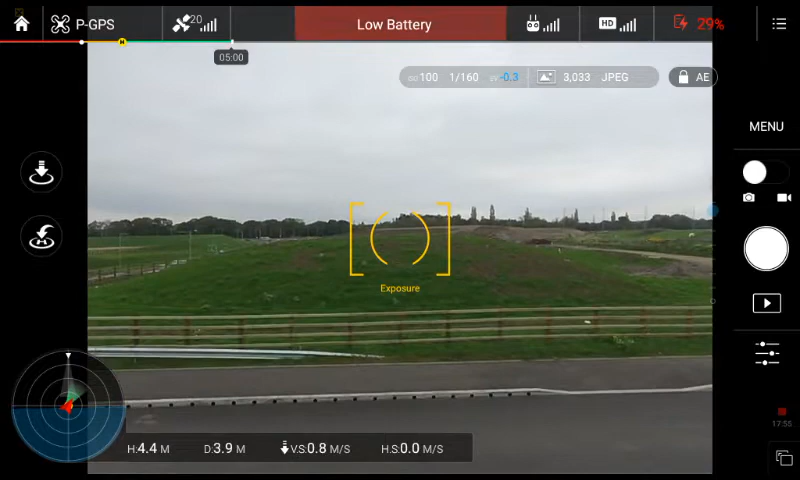 P-GPS
20
Low Battery
HD
29%
H
05:00
ISO 100 1/160 EV -0.3 3,033 JPEG
AE
MENU
H
Exposure
17:56
H:4.4 M D:3.9 M V.S:0.8 M/S H.S:0.0 M/S